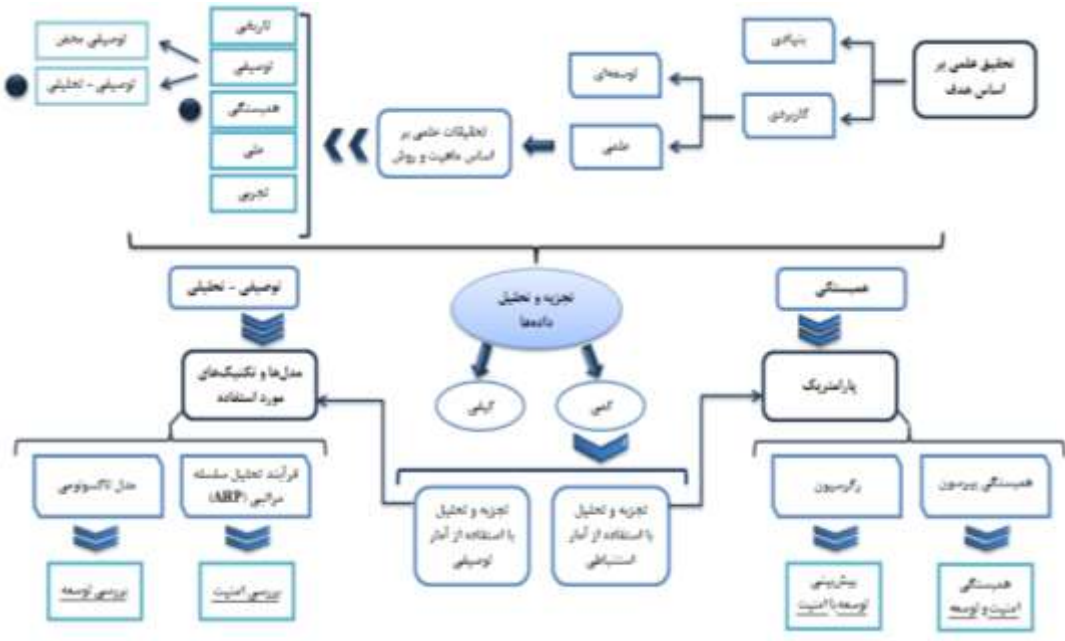 تحقیق علمی بر
اساس هدف
بنیادی
کاربردی
توسعه‌ای
علمی
تحقیقات علمی بر
اساس ماهیت و روش
تاریخی
توصیفی
همبستگی
علی
تجربی
توصیفی محض
توصیفی - تحلیلی
همبستگی
تجزیه و تحلیل
داده‌ها
توصیفی - تحلیلی
پارامتریک
کمی
کیفی
مدل‌ها و تکنیک‌های
مورد استفاده
همبستگی پیرسون
رگرسیون
تجزیه و تحلیل
با استفاده از آمار
استنباطی
تجزیه و تحلیل
با استفاده از آمار
توصیفی
فرآیند تحلیل سلسله
مراتبی (AHP)
مدل تاکسونومی
همبستگی
امنیت و توسعه
پیش‌بینی
توسعه با امنیت
بررسی امنیت
بررسی توسعه